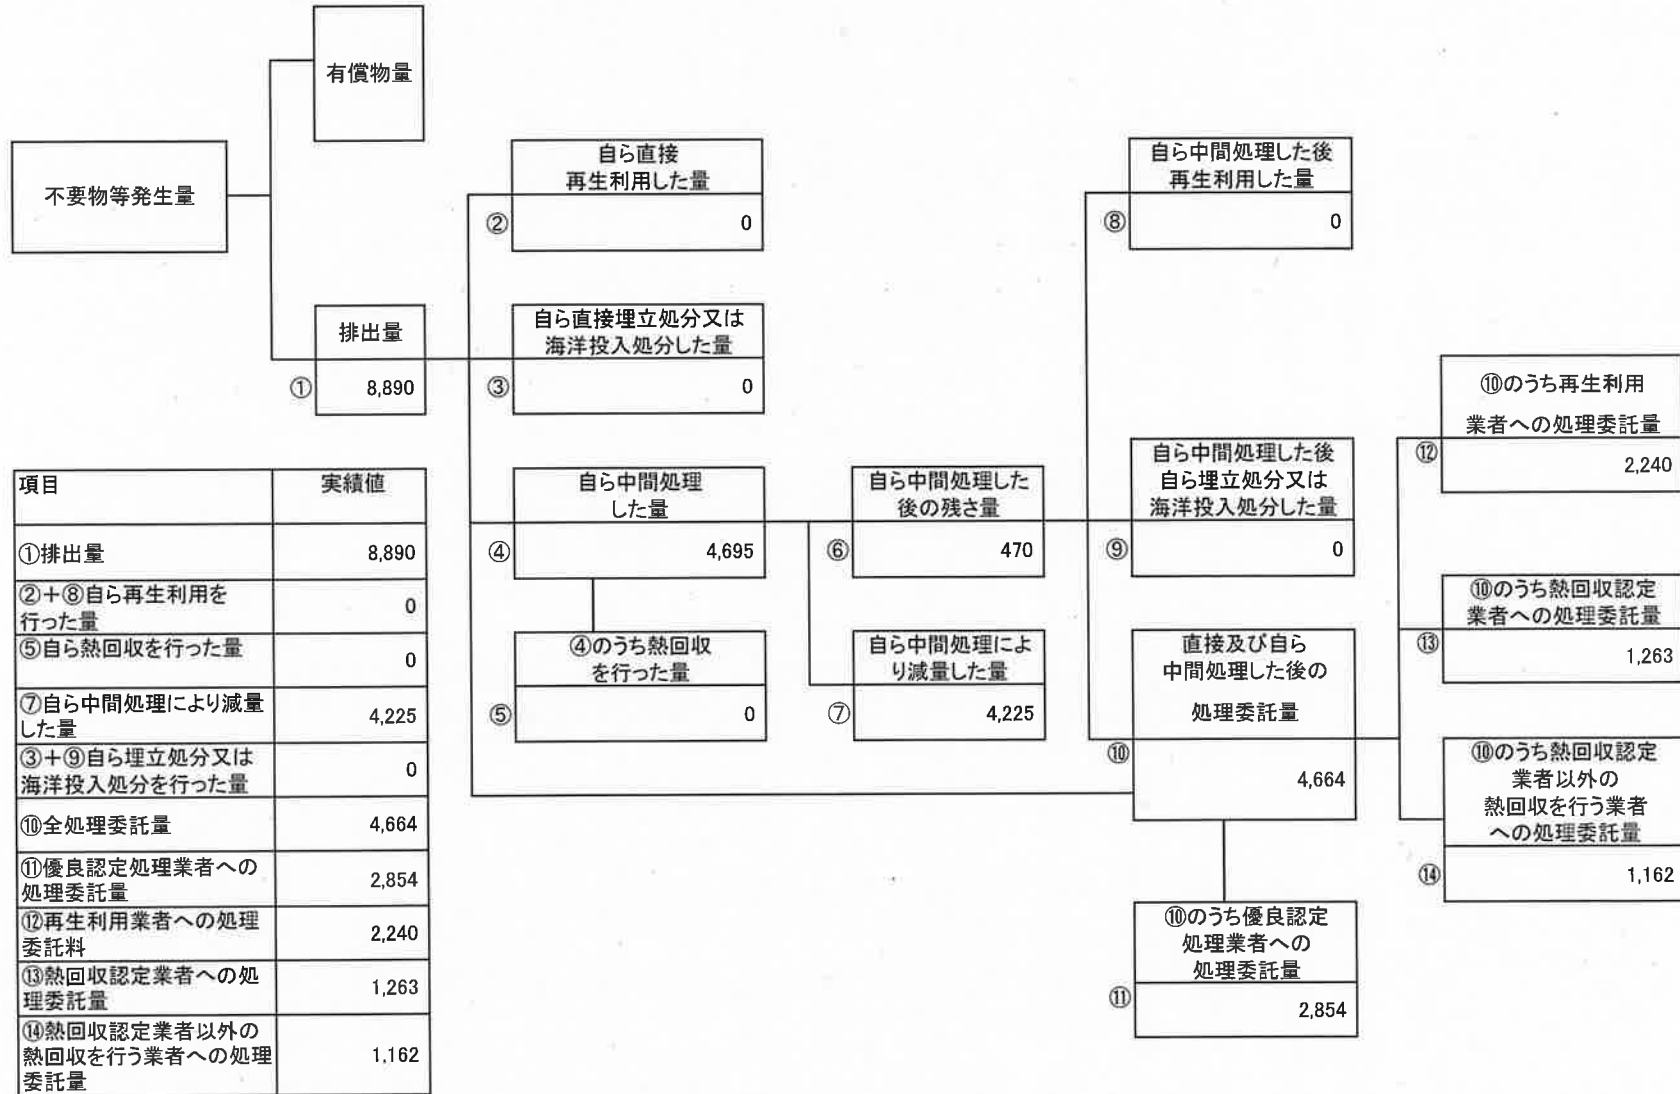 有償物量
不要物等発生量
自ら直接
再生利用した量
②
0
自ら中間処理した後
再生利用した量
⑧
0
排出量
①
8,890
自ら直接埋立処分又は
海洋投入処分した量
③
0
⑩のうち再生利用
業者への処理委託量
⑫
2,240
自ら中間処理
した量
④
4,695
自ら中間処理した
後の残さ量
⑥
470
自ら中間処理した後
自ら埋立処分又は
海洋投入処分した量
⑨
0
⑩のうち熱回収認定
業者への処理委託量
⑬
1,263
④のうち熱回収
を行った量
⑤
0
自ら中間処理によ
り減量した量
⑦
4,225
直接及び自ら
中間処理した後の
処理委託量
⑩
4,664
⑩のうち熱回収認定
業者以外の
熱回収を行う業者
への処理委託量
⑭
1,162
⑩のうち優良認定
処理業者への
処理委託量
⑪
2,854
項目 実績値
①排出量 8,890
②+⑧自ら再生利用を
行った量 0
⑤自ら熱回収を行った量 0
⑦自ら中間処理により減量
した量 4,225
③+⑨自ら埋立処分又は
海洋投入処分を行った量 0
⑩全処理委託量 4,664
⑪優良認定処理業者への
処理委託量 2,854
⑫再生利用業者への処理
委託料 2,240
⑬熱回収認定業者への処
理委託量 1,263
⑭熱回収認定業者以外の
熱回収を行う業者への処理
委託量 1,162